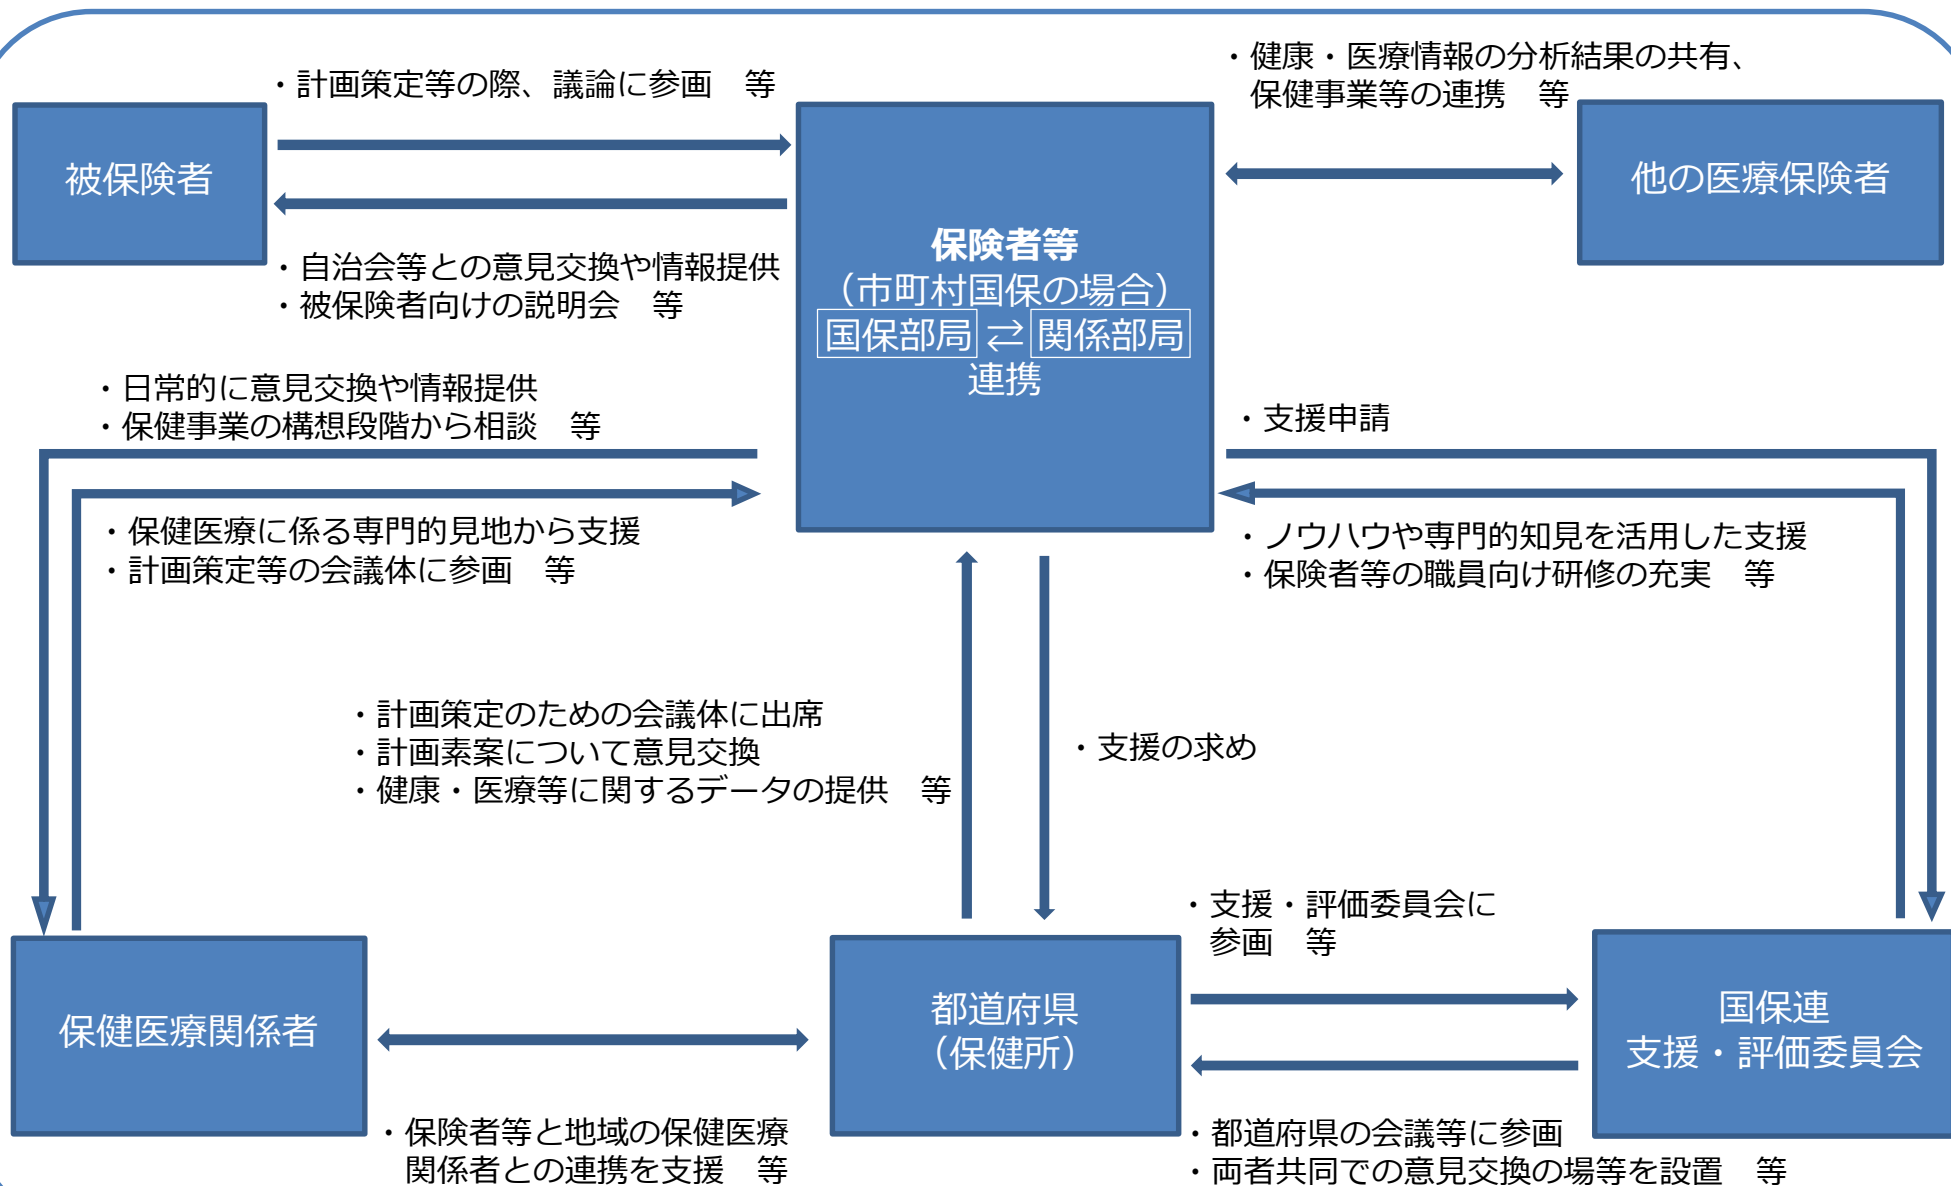 ・計画策定等の際、議論に参画　等
・健康・医療情報の分析結果の共有、
保健事業等の連携　等
被保険者
他の医療保険者
保険者等
（市町村国保の場合）
国保部局 ⇄ 関係部局
連携
・自治会等との意見交換や情報提供
・被保険者向けの説明会　等
・日常的に意見交換や情報提供
・保健事業の構想段階から相談　等
・支援申請
・保健医療に係る専門的見地から支援
・計画策定等の会議体に参画　等
・ノウハウや専門的知見を活用した支援
・保険者等の職員向け研修の充実　等
・計画策定のための会議体に出席
・計画素案について意見交換
・健康・医療等に関するデータの提供　等
・支援の求め
・支援・評価委員会に
参画　等
保健医療関係者
都道府県
（保健所）
国保連
支援・評価委員会
・保険者等と地域の保健医療
関係者との連携を支援　等
・都道府県の会議等に参画
・両者共同での意見交換の場等を設置　等